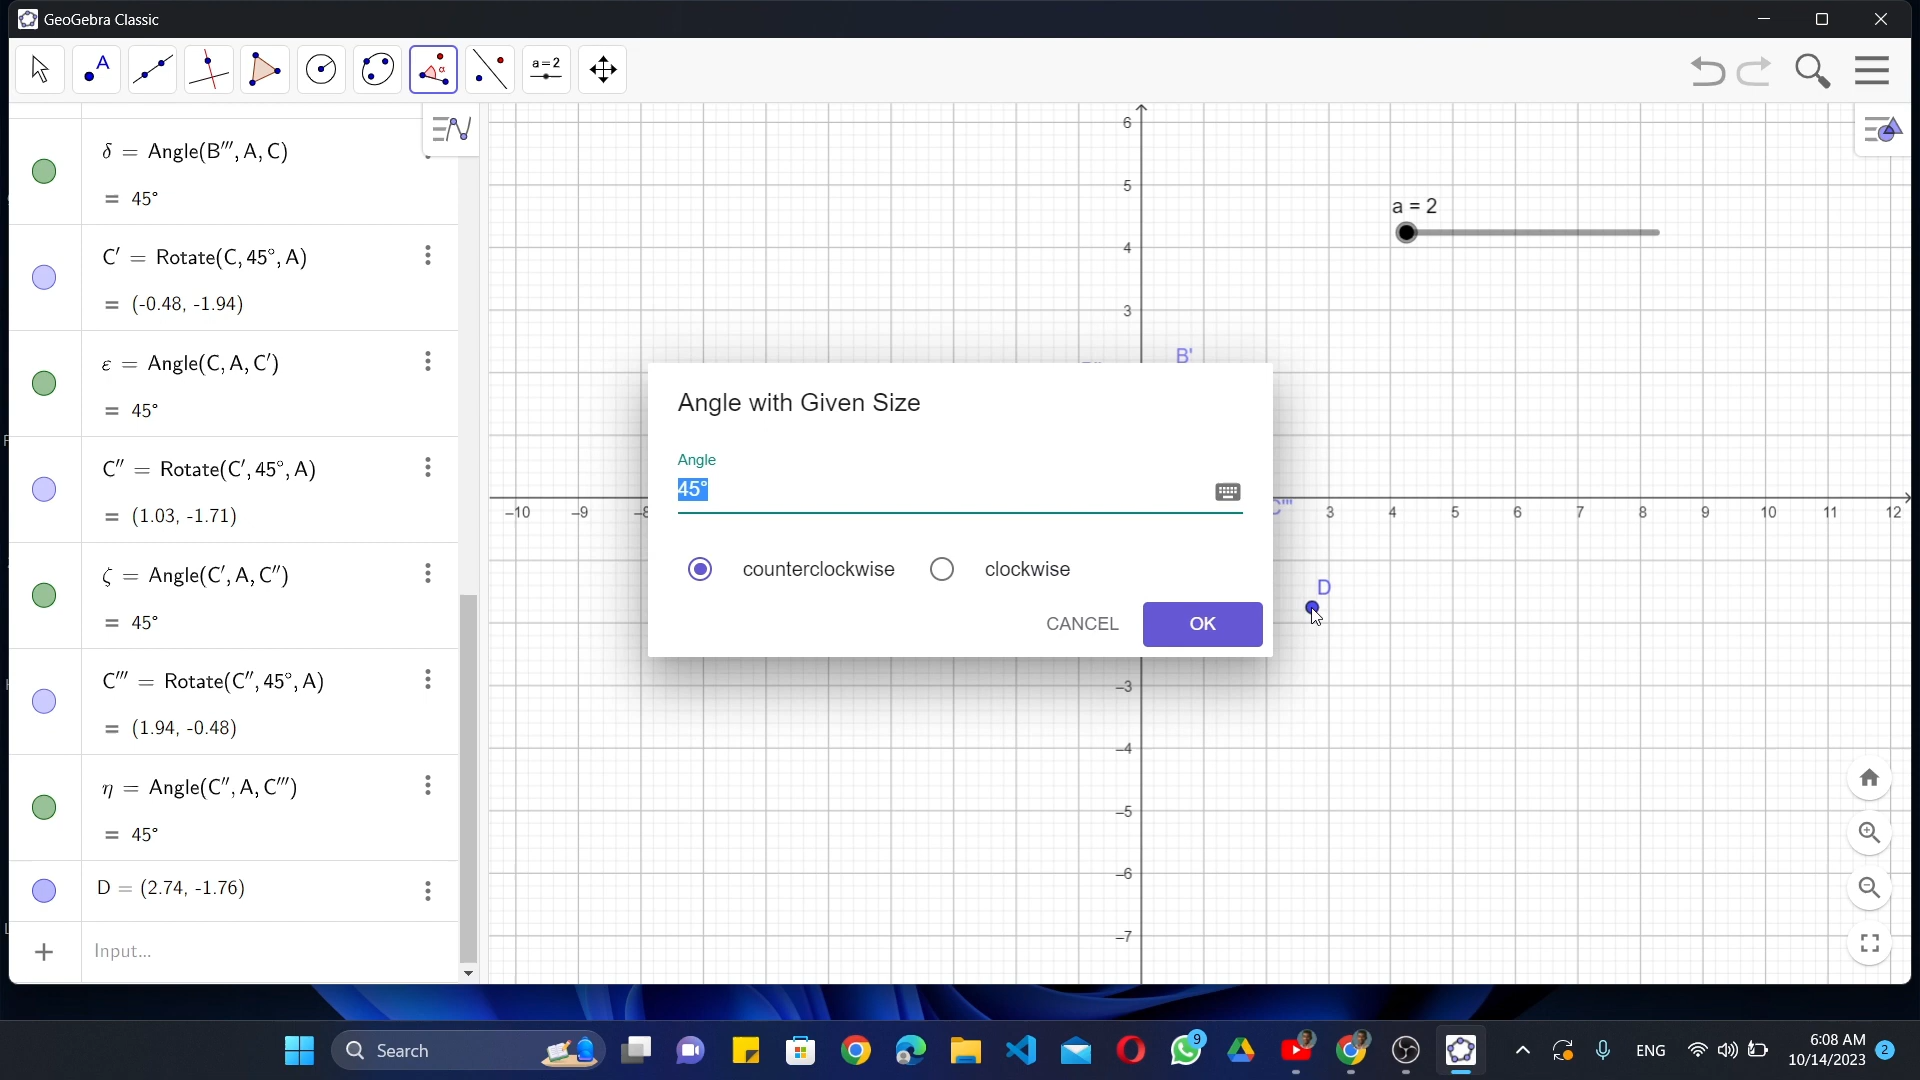 GeoGebra Classic
A
α
a=2
δ = Angle(B‴, A, C)
= 45°
C′ = Rotate(C, 45°, A)
= (-0.48, -1.94)
ε = Angle(C, A, C′)
= 45°
C″ = Rotate(C′, 45°, A)
= (1.03, -1.71)
ζ = Angle(C′, A, C″)
= 45°
C‴ = Rotate(C″, 45°, A)
= (1.94, -0.48)
η = Angle(C″, A, C‴)
= 45°
D = (2.74, -1.76)
Input...
a = 2
6
5
4
3
B'
Angle with Given Size
Angle
45°
counterclockwise
clockwise
CANCEL
OK
–10 –9
C'''
3 4 5 6 7 8 9 10 11 12
D
–3
–4
–5
–6
–7
Search
9
ENG
6:08 AM
10/14/2023
2